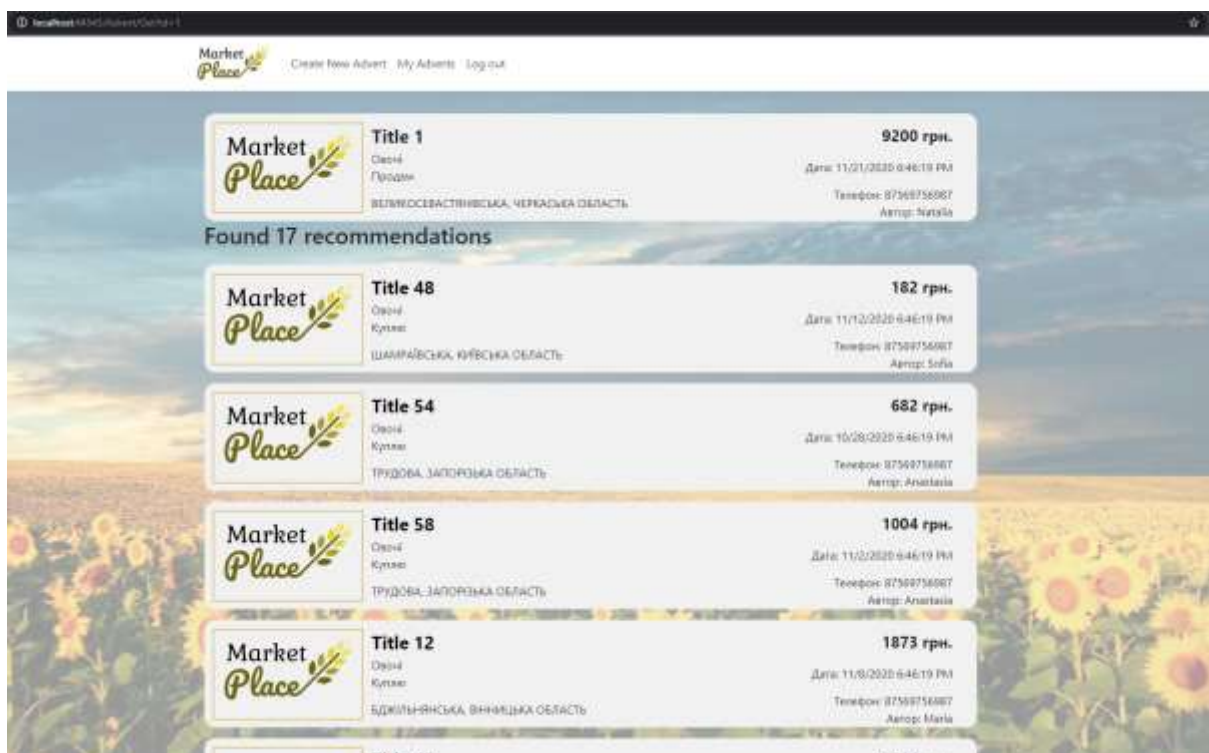 localhost
Market
Place
Create New Advert My Adverts Log out
Market
Place
Title 1
Овочі
Продам
ВЕЛИКОСЕВАСТЯНІВСЬКА, ЧЕРКАСЬКА ОБЛАСТЬ
9200 грн.
Дата: 11/21/2020 6:46:19 PM
Телефон: 87569756987
Автор: Natalia
Found 17 recommendations
Market
Place
Title 48
Овочі
Куплю
ШАМРАЇВСЬКА, КИЇВСЬКА ОБЛАСТЬ
182 грн.
Дата: 11/12/2020 6:46:19 PM
Телефон: 87569756987
Автор: Sofia
Market
Place
Title 54
Овочі
Куплю
ТРУДОВА, ЗАПОРІЗЬКА ОБЛАСТЬ
682 грн.
Дата: 10/28/2020 6:46:19 PM
Телефон: 87569756987
Автор: Anastasia
Market
Place
Title 58
Овочі
Куплю
ТРУДОВА, ЗАПОРІЗЬКА ОБЛАСТЬ
1004 грн.
Дата: 11/2/2020 6:46:19 PM
Телефон: 87569756987
Автор: Anastasia
Market
Place
Title 12
Овочі
Куплю
БДЖІЛЬНЯНСЬКА, ВІННИЦЬКА ОБЛАСТЬ
1873 грн.
Дата: 11/8/2020 6:46:19 PM
Телефон: 87569756987
Автор: Maria